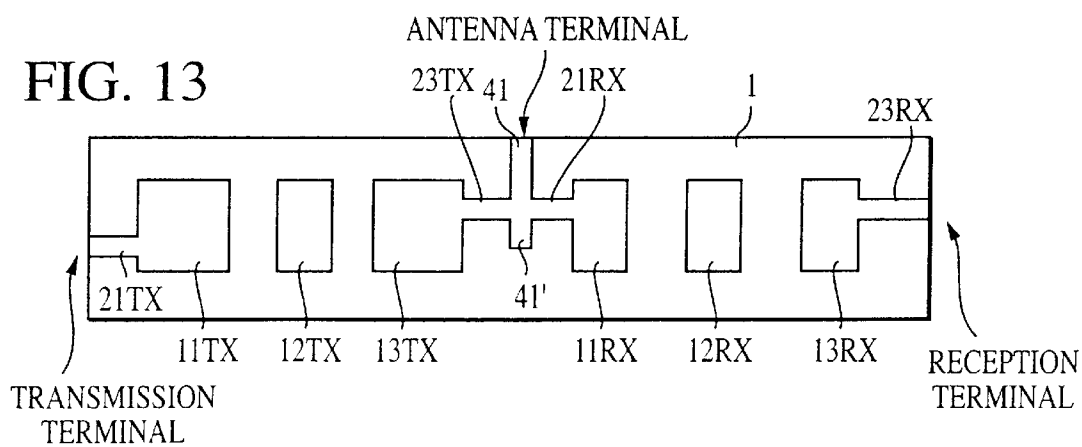 ANTENNA TERMINAL
FIG. 13
23TX
41
21RX
1
23RX
21TX
41'
11TX
12TX
13TX
11RX
12RX
13RX
TRANSMISSION
TERMINAL
RECEPTION
TERMINAL